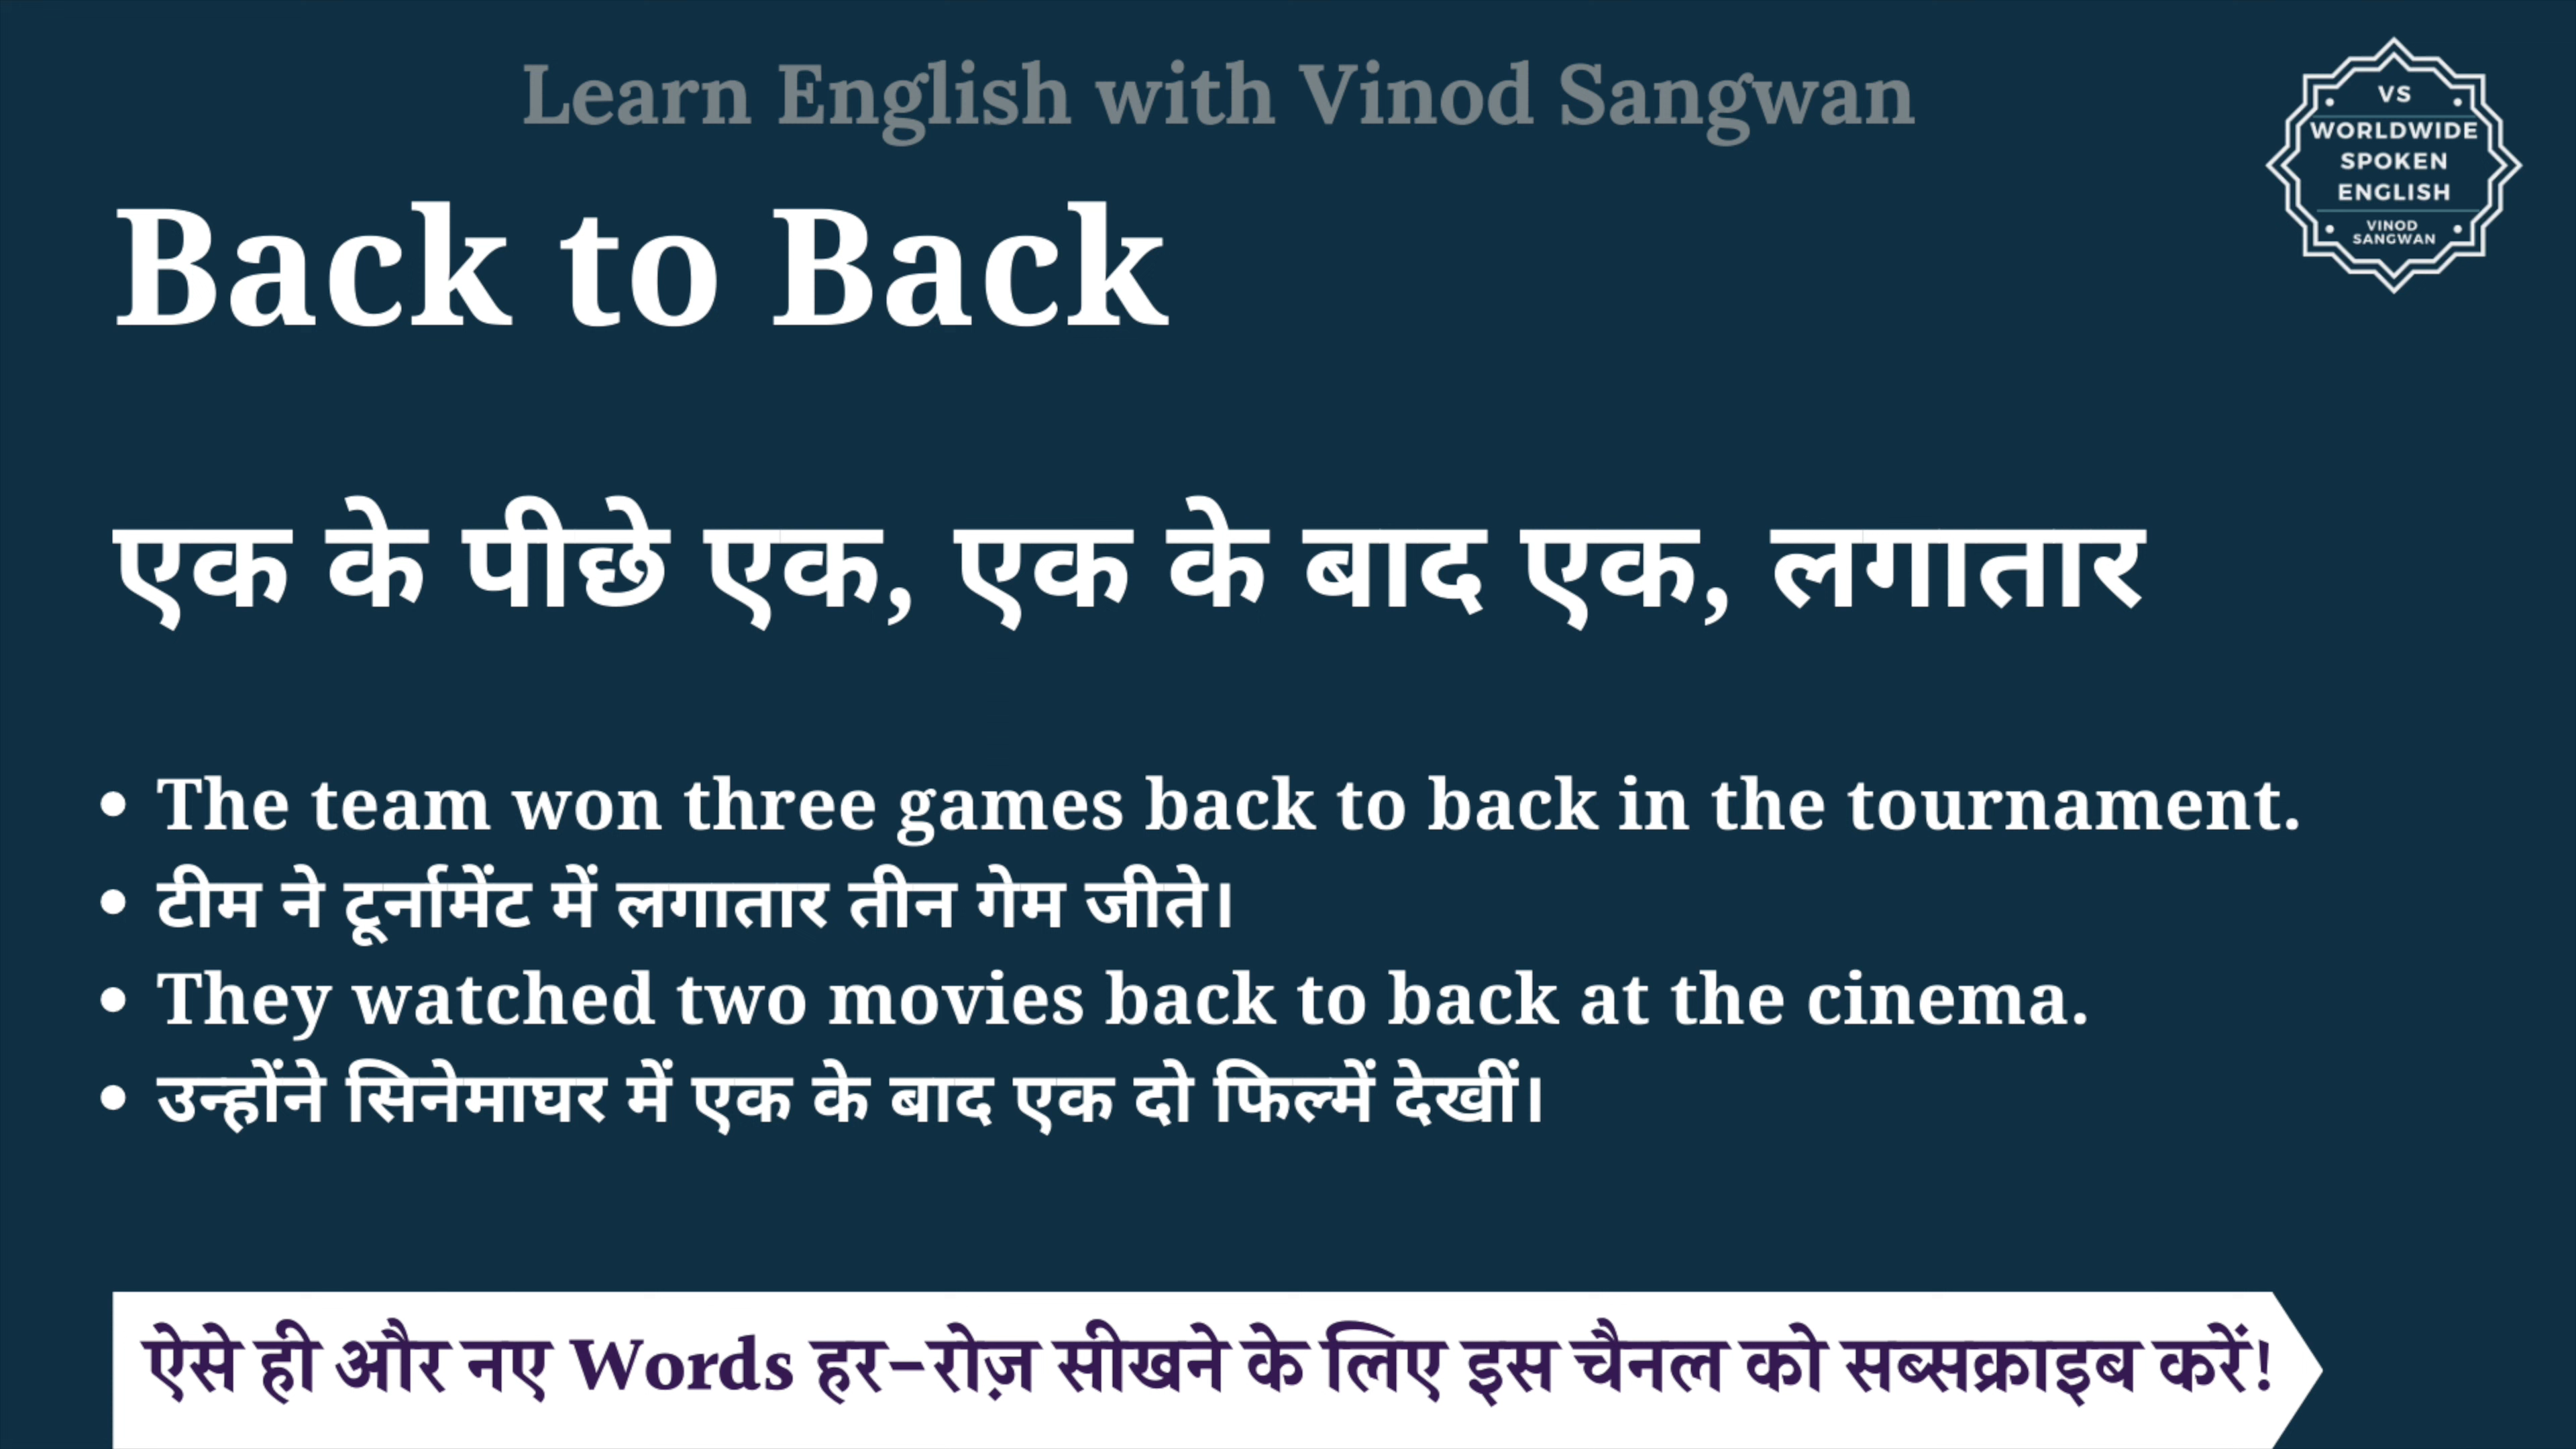 Learn English with Vinod Sangwan
VS
WORLDWIDE
SPOKEN
ENGLISH
VINOD
SANGWAN
Back to Back
एक के पीछे एक, एक के बाद एक, लगातार
• The team won three games back to back in the tournament.
• टीम ने टूर्नामेंट में लगातार तीन गेम जीते।
• They watched two movies back to back at the cinema.
• उन्होंने सिनेमाघर में एक के बाद एक दो फिल्में देखीं।
ऐसे ही और नए Words हर-रोज़ सीखने के लिए इस चैनल को सब्सक्राइब करें!